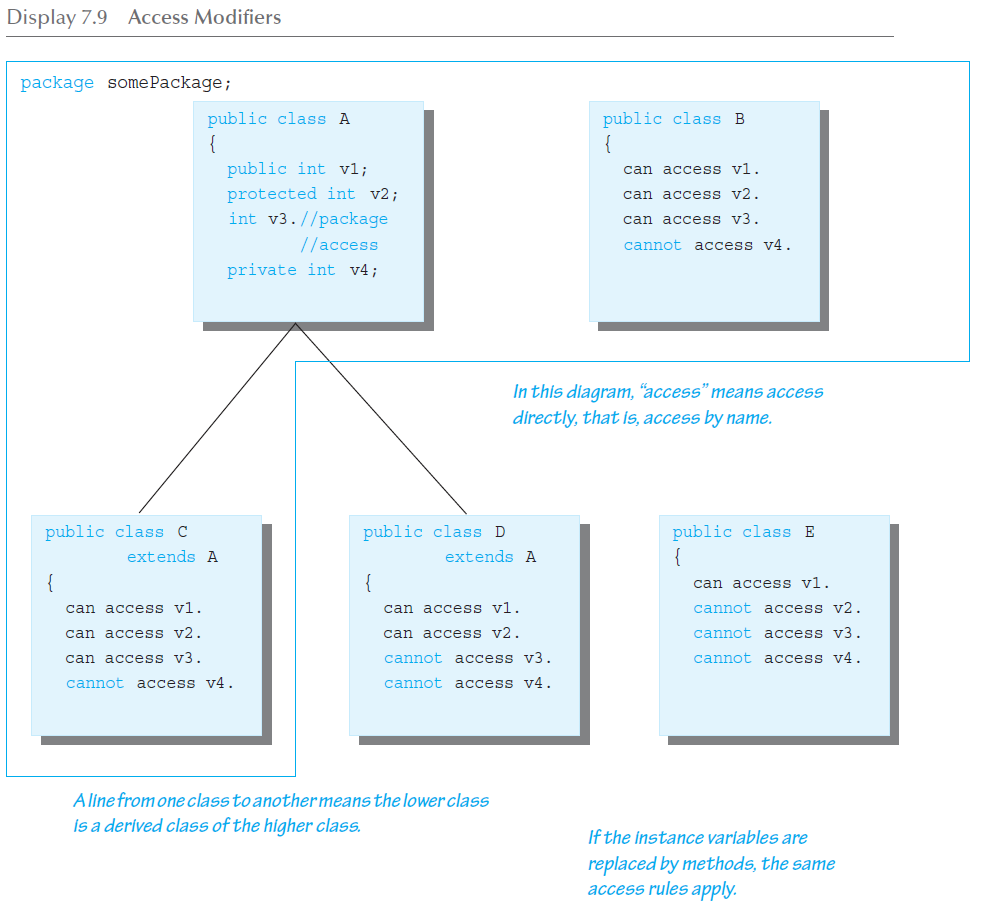 Display 7.9 Access Modifiers
package somePackage;
public class A
{
public int v1;
protected int v2;
int v3.//package
//access
private int v4;
public class B
{
can access v1.
can access v2.
can access v3.
cannot access v4.
In this diagram, “access” means access
directly, that is, access by name.
public class C
extends A
{
can access v1.
can access v2.
can access v3.
cannot access v4.
public class D
extends A
{
can access v1.
can access v2.
cannot access v3.
cannot access v4.
public class E
{
can access v1.
cannot access v2.
cannot access v3.
cannot access v4.
A line from one class to another means the lower class
is a derived class of the higher class.
If the instance variables are
replaced by methods, the same
access rules apply.